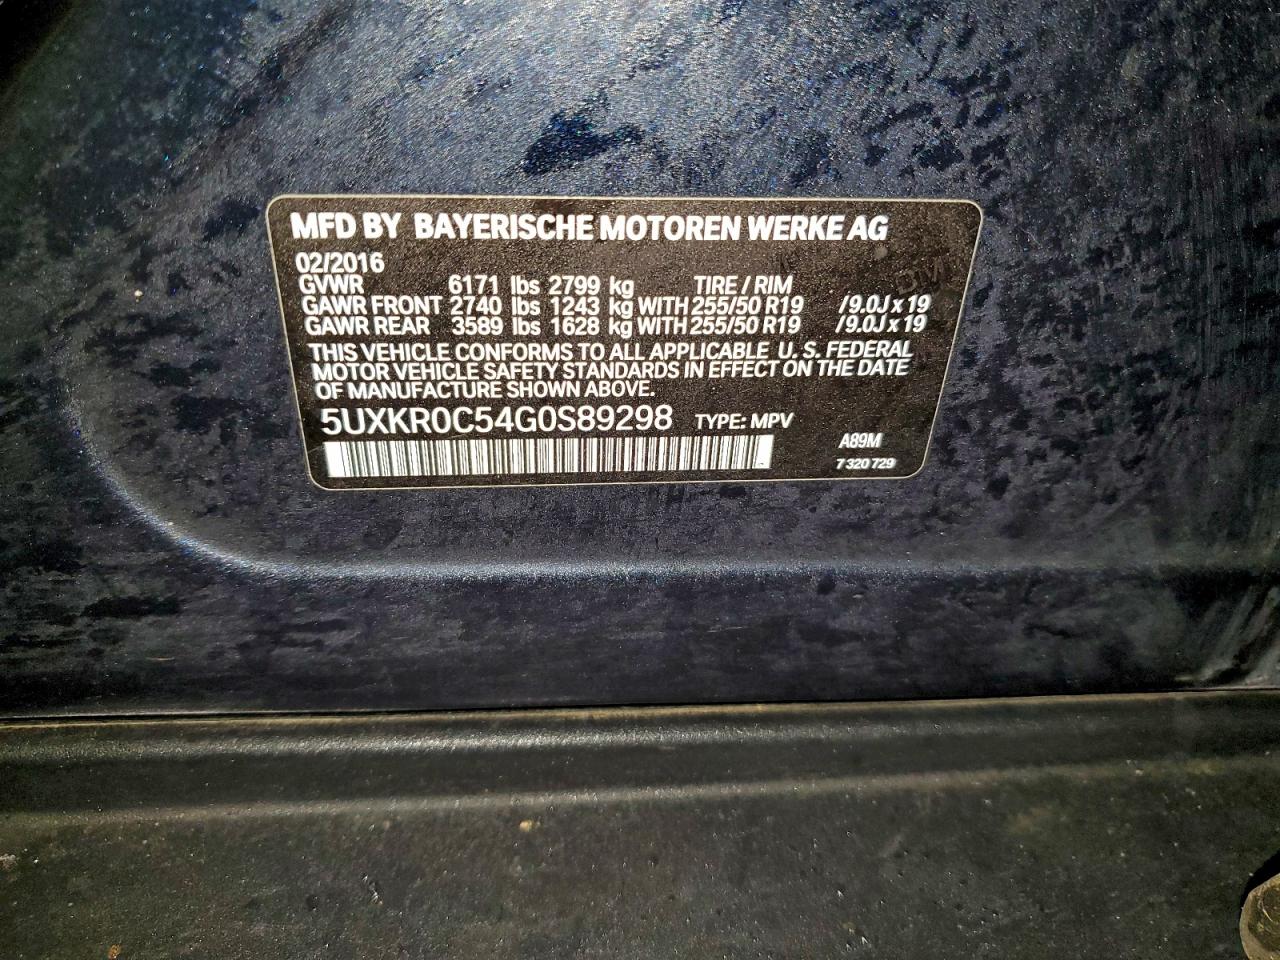 MFD BY BAYERISCHE MOTOREN WERKE AG
02/2016
GVWR 6171 lbs 2799 kg TIRE / RIM
GAWR FRONT 2740 lbs 1243 kg WITH 255/50 R19 /9.0J x 19
GAWR REAR 3589 lbs 1628 kg WITH 255/50 R19 /9.0J x 19
THIS VEHICLE CONFORMS TO ALL APPLICABLE U. S. FEDERAL
MOTOR VEHICLE SAFETY STANDARDS IN EFFECT ON THE DATE
OF MANUFACTURE SHOWN ABOVE.
5UXKR0C54G0S89298 TYPE: MPV
A89M
7 320 729